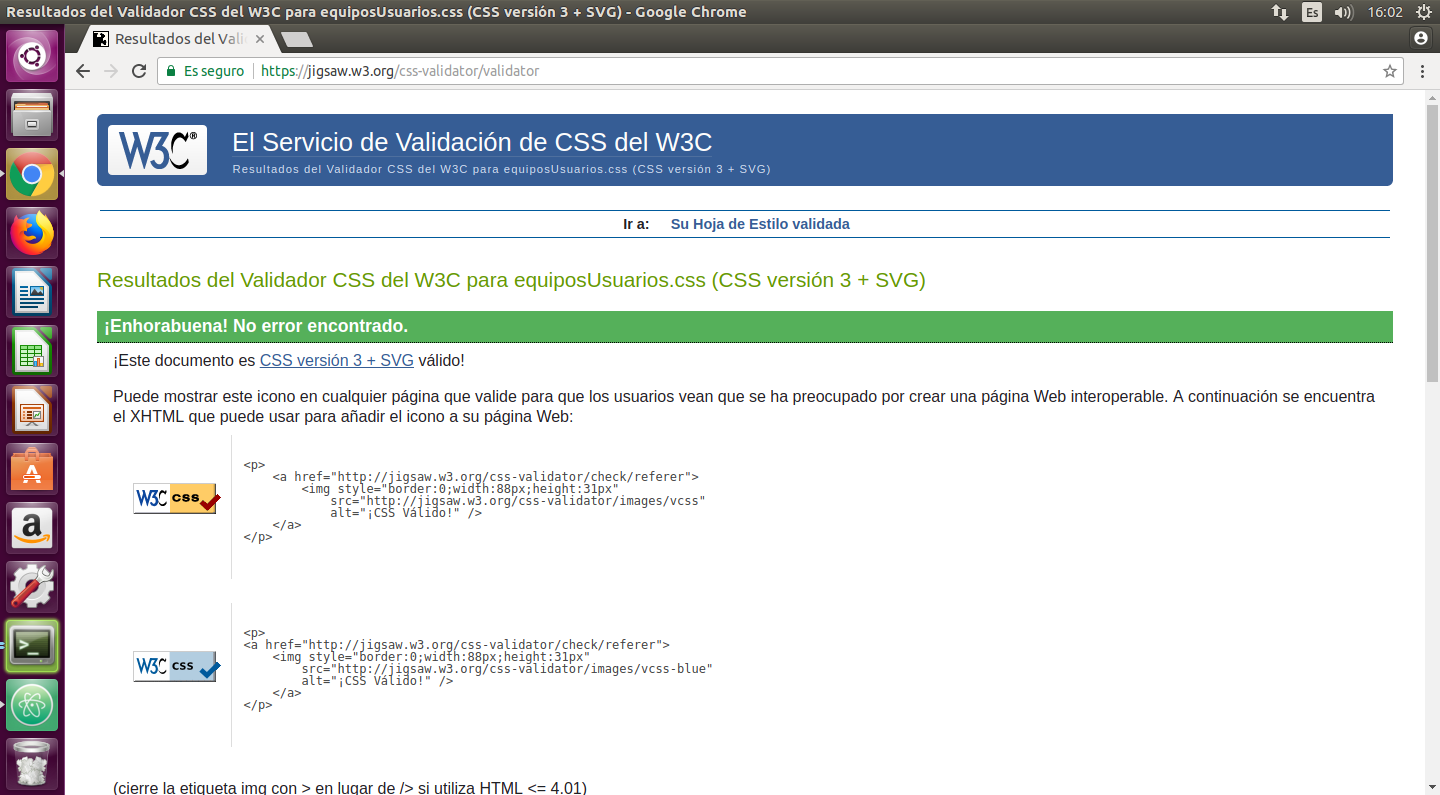 Resultados del Validador CSS del W3C para equiposUsuarios.css (CSS versión 3 + SVG) - Google Chrome
Es
16:02
Resultados del Vali
Es seguro
https://jigsaw.w3.org/css-validator/validator
W3C®
El Servicio de Validación de CSS del W3C
Resultados del Validador CSS del W3C para equiposUsuarios.css (CSS versión 3 + SVG)
Ir a: Su Hoja de Estilo validada
Resultados del Validador CSS del W3C para equiposUsuarios.css (CSS versión 3 + SVG)
¡Enhorabuena! No error encontrado.
¡Este documento es CSS versión 3 + SVG válido!
Puede mostrar este icono en cualquier página que valide para que los usuarios vean que se ha preocupado por crear una página Web interoperable. A continuación se encuentra
el XHTML que puede usar para añadir el icono a su página Web:
W3C css
<p>
    <a href="http://jigsaw.w3.org/css-validator/check/referer">
        <img style="border:0;width:88px;height:31px"
            src="http://jigsaw.w3.org/css-validator/images/vcss"
            alt="¡CSS Válido!" />
    </a>
</p>
W3C css
<p>
<a href="http://jigsaw.w3.org/css-validator/check/referer">
    <img style="border:0;width:88px;height:31px"
        src="http://jigsaw.w3.org/css-validator/images/vcss-blue"
        alt="¡CSS Válido!" />
    </a>
</p>
(cierre la etiqueta img con > en lugar de /> si utiliza HTML <= 4.01)